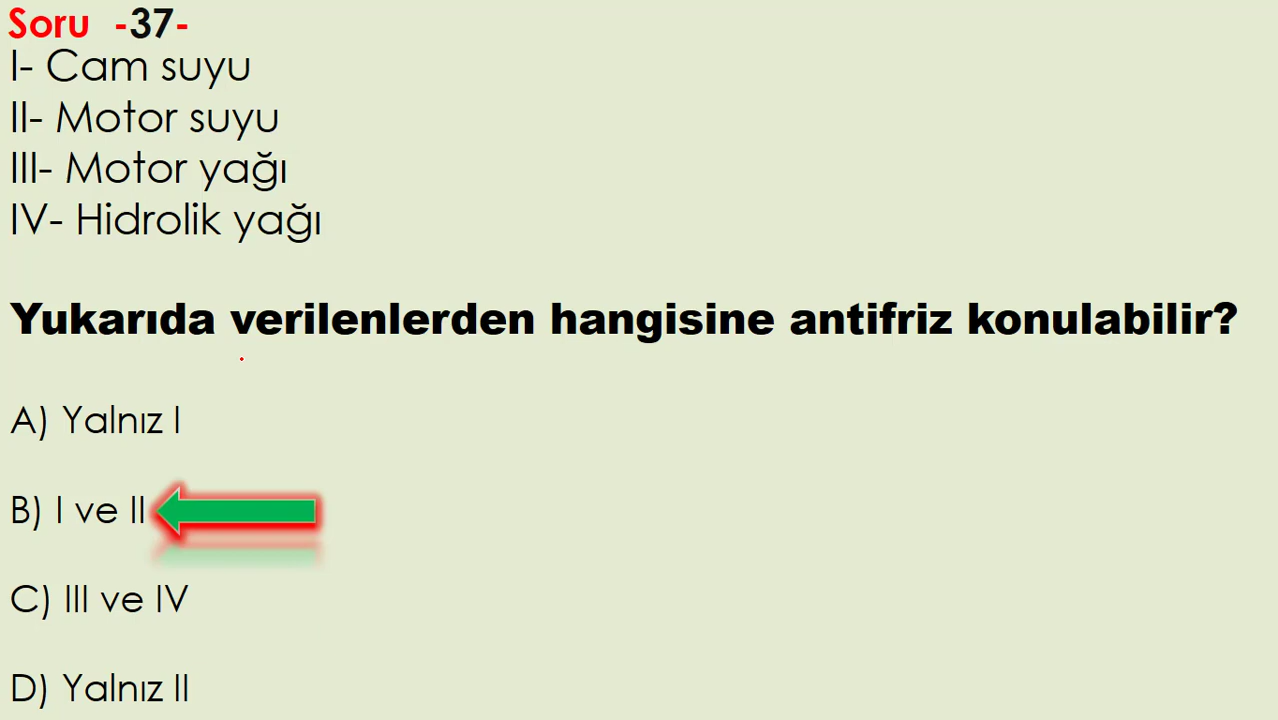 Soru -37-
I- Cam suyu
II- Motor suyu
III- Motor yağı
IV- Hidrolik yağı
Yukarıda verilenlerden hangisine antifriz konulabilir?
A) Yalnız I
B) I ve II
C) III ve IV
D) Yalnız II